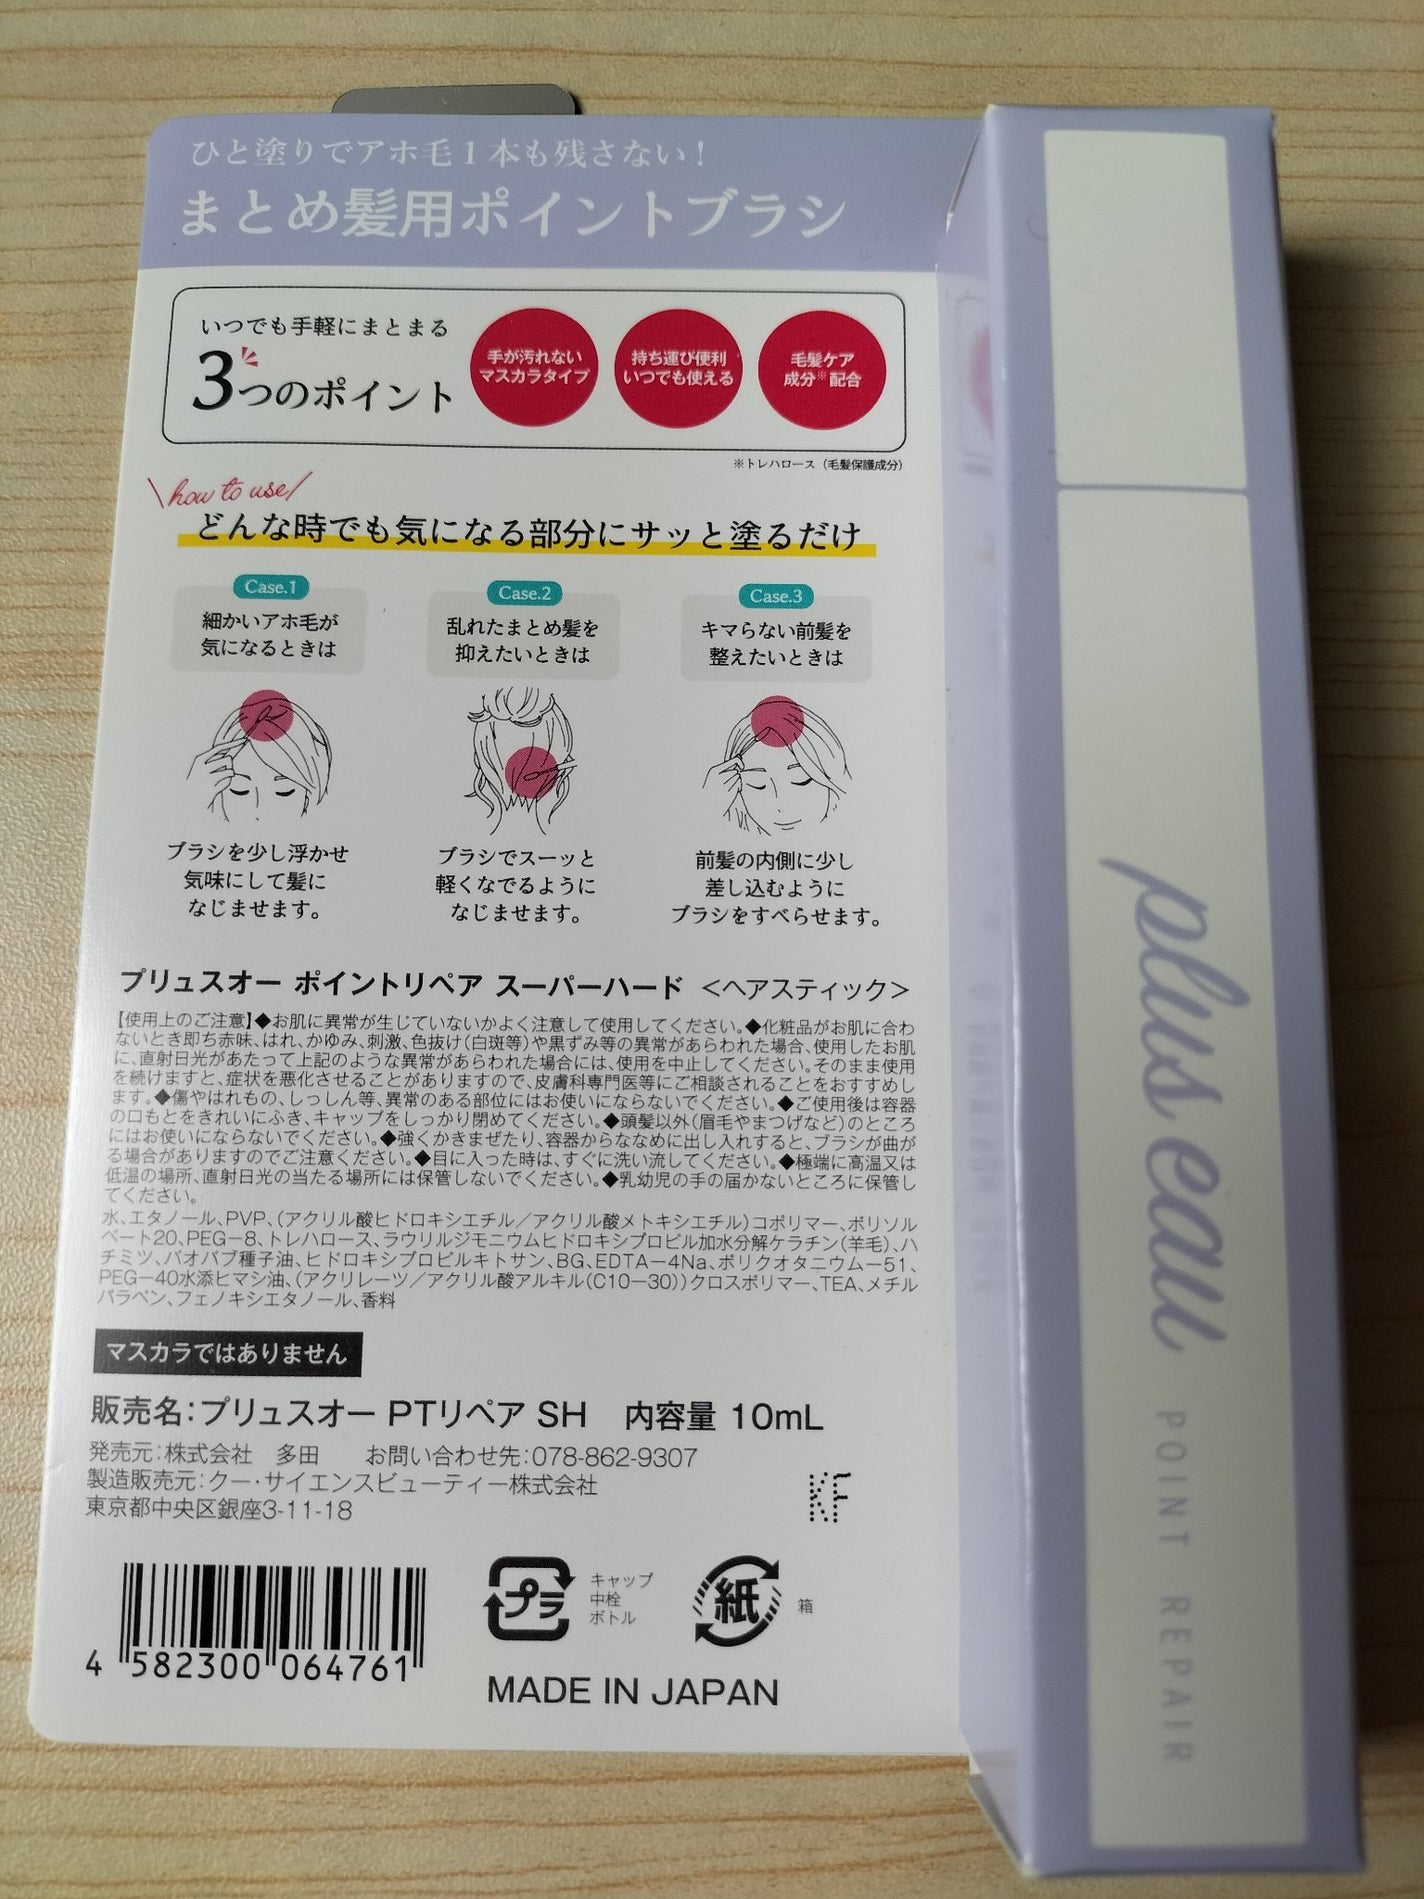 ひと塗りでアホ毛1本も残さない!
まとめ髪用ポイントブラシ
いつでも手軽にまとまる
3つのポイント
手が汚れない
マスカラタイプ
持ち運び便利
いつでも使える
毛髪ケア
成分※配合
※トレハロース(毛髪保護成分)
how to use
どんな時でも気になる部分にサッと塗るだけ
Case.1
細かいアホ毛が
気になるときは
ブラシを少し浮かせ
気味にして髪に
なじませます。
Case.2
乱れたまとめ髪を
抑えたいときは
ブラシでスーッと
軽くなでるように
なじませます。
Case.3
キマらない前髪を
整えたいときは
前髪の内側に少し
差し込むように
ブラシをすべらせます。
プリュスオー ポイントリペア スーパーハード <ヘアスティック>
【使用上のご注意】◆お肌に異常が生じていないかよく注意して使用してください。◆化粧品がお肌に合わ
ないとき即ち赤味、はれ、かゆみ、刺激、色抜け(白斑等)や黒ずみ等の異常があらわれた場合、使用したお肌
に、直射日光があたって上記のような異常があらわれた場合には、使用を中止してください。そのまま使用
を続けますと、症状を悪化させることがありますので、皮膚科専門医等にご相談されることをおすすめし
ます。◆傷やはれもの、しっしん等、異常のある部位にはお使いにならないでください。◆ご使用後は容器
の口もとをきれいにふき、キャップをしっかり閉めてください。◆頭髪以外(眉毛やまつげなど)のところ
にはお使いにならないでください。◆強くかきまぜたり、容器からななめに出し入れすると、ブラシが曲が
る場合がありますのでご注意ください。◆目に入った時は、すぐに洗い流してください。◆極端に高温又は
低温の場所、直射日光の当たる場所には保管しないでください。◆乳幼児の手の届かないところに保管し
てください。
水、エタノール、PVP、(アクリル酸ヒドロキシエチル/アクリル酸メトキシエチル)コポリマー、ポリソル
ベート20、PEG-8、トレハロース、ラウリルジモニウムヒドロキシプロピル加水分解ケラチン(羊毛)、ハ
チミツ、バオバブ種子油、ヒドロキシプロピルキトサン、BG、EDTA-4Na、ポリクオタニウム-51、
PEG-40水添ヒマシ油、(アクリレーツ/アクリル酸アルキル(C10-30))クロスポリマー、TEA、メチル
パラベン、フェノキシエタノール、香料
マスカラではありません
販売名:プリュスオー PTリペア SH 内容量 10mL
発売元:株式会社 多田 お問い合わせ先:078-862-9307
製造販売元:クー・サイエンスビューティー株式会社
東京都中央区銀座3-11-18
KF
4 582300 064761
プラ
キャップ
中栓
ボトル
紙
箱
MADE IN JAPAN
plus eau
POINT REPAIR